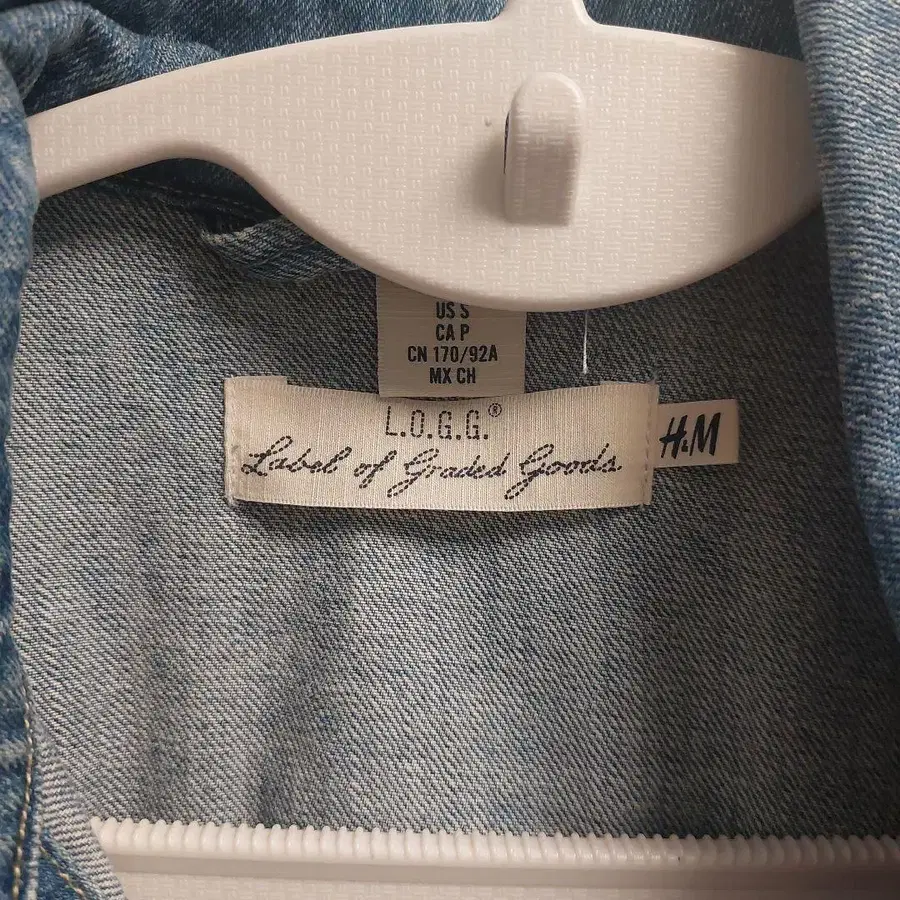 US S
CA P
CN 170/92A
MX CH
L.O.G.G.®
Label of Graded Goods
H&M